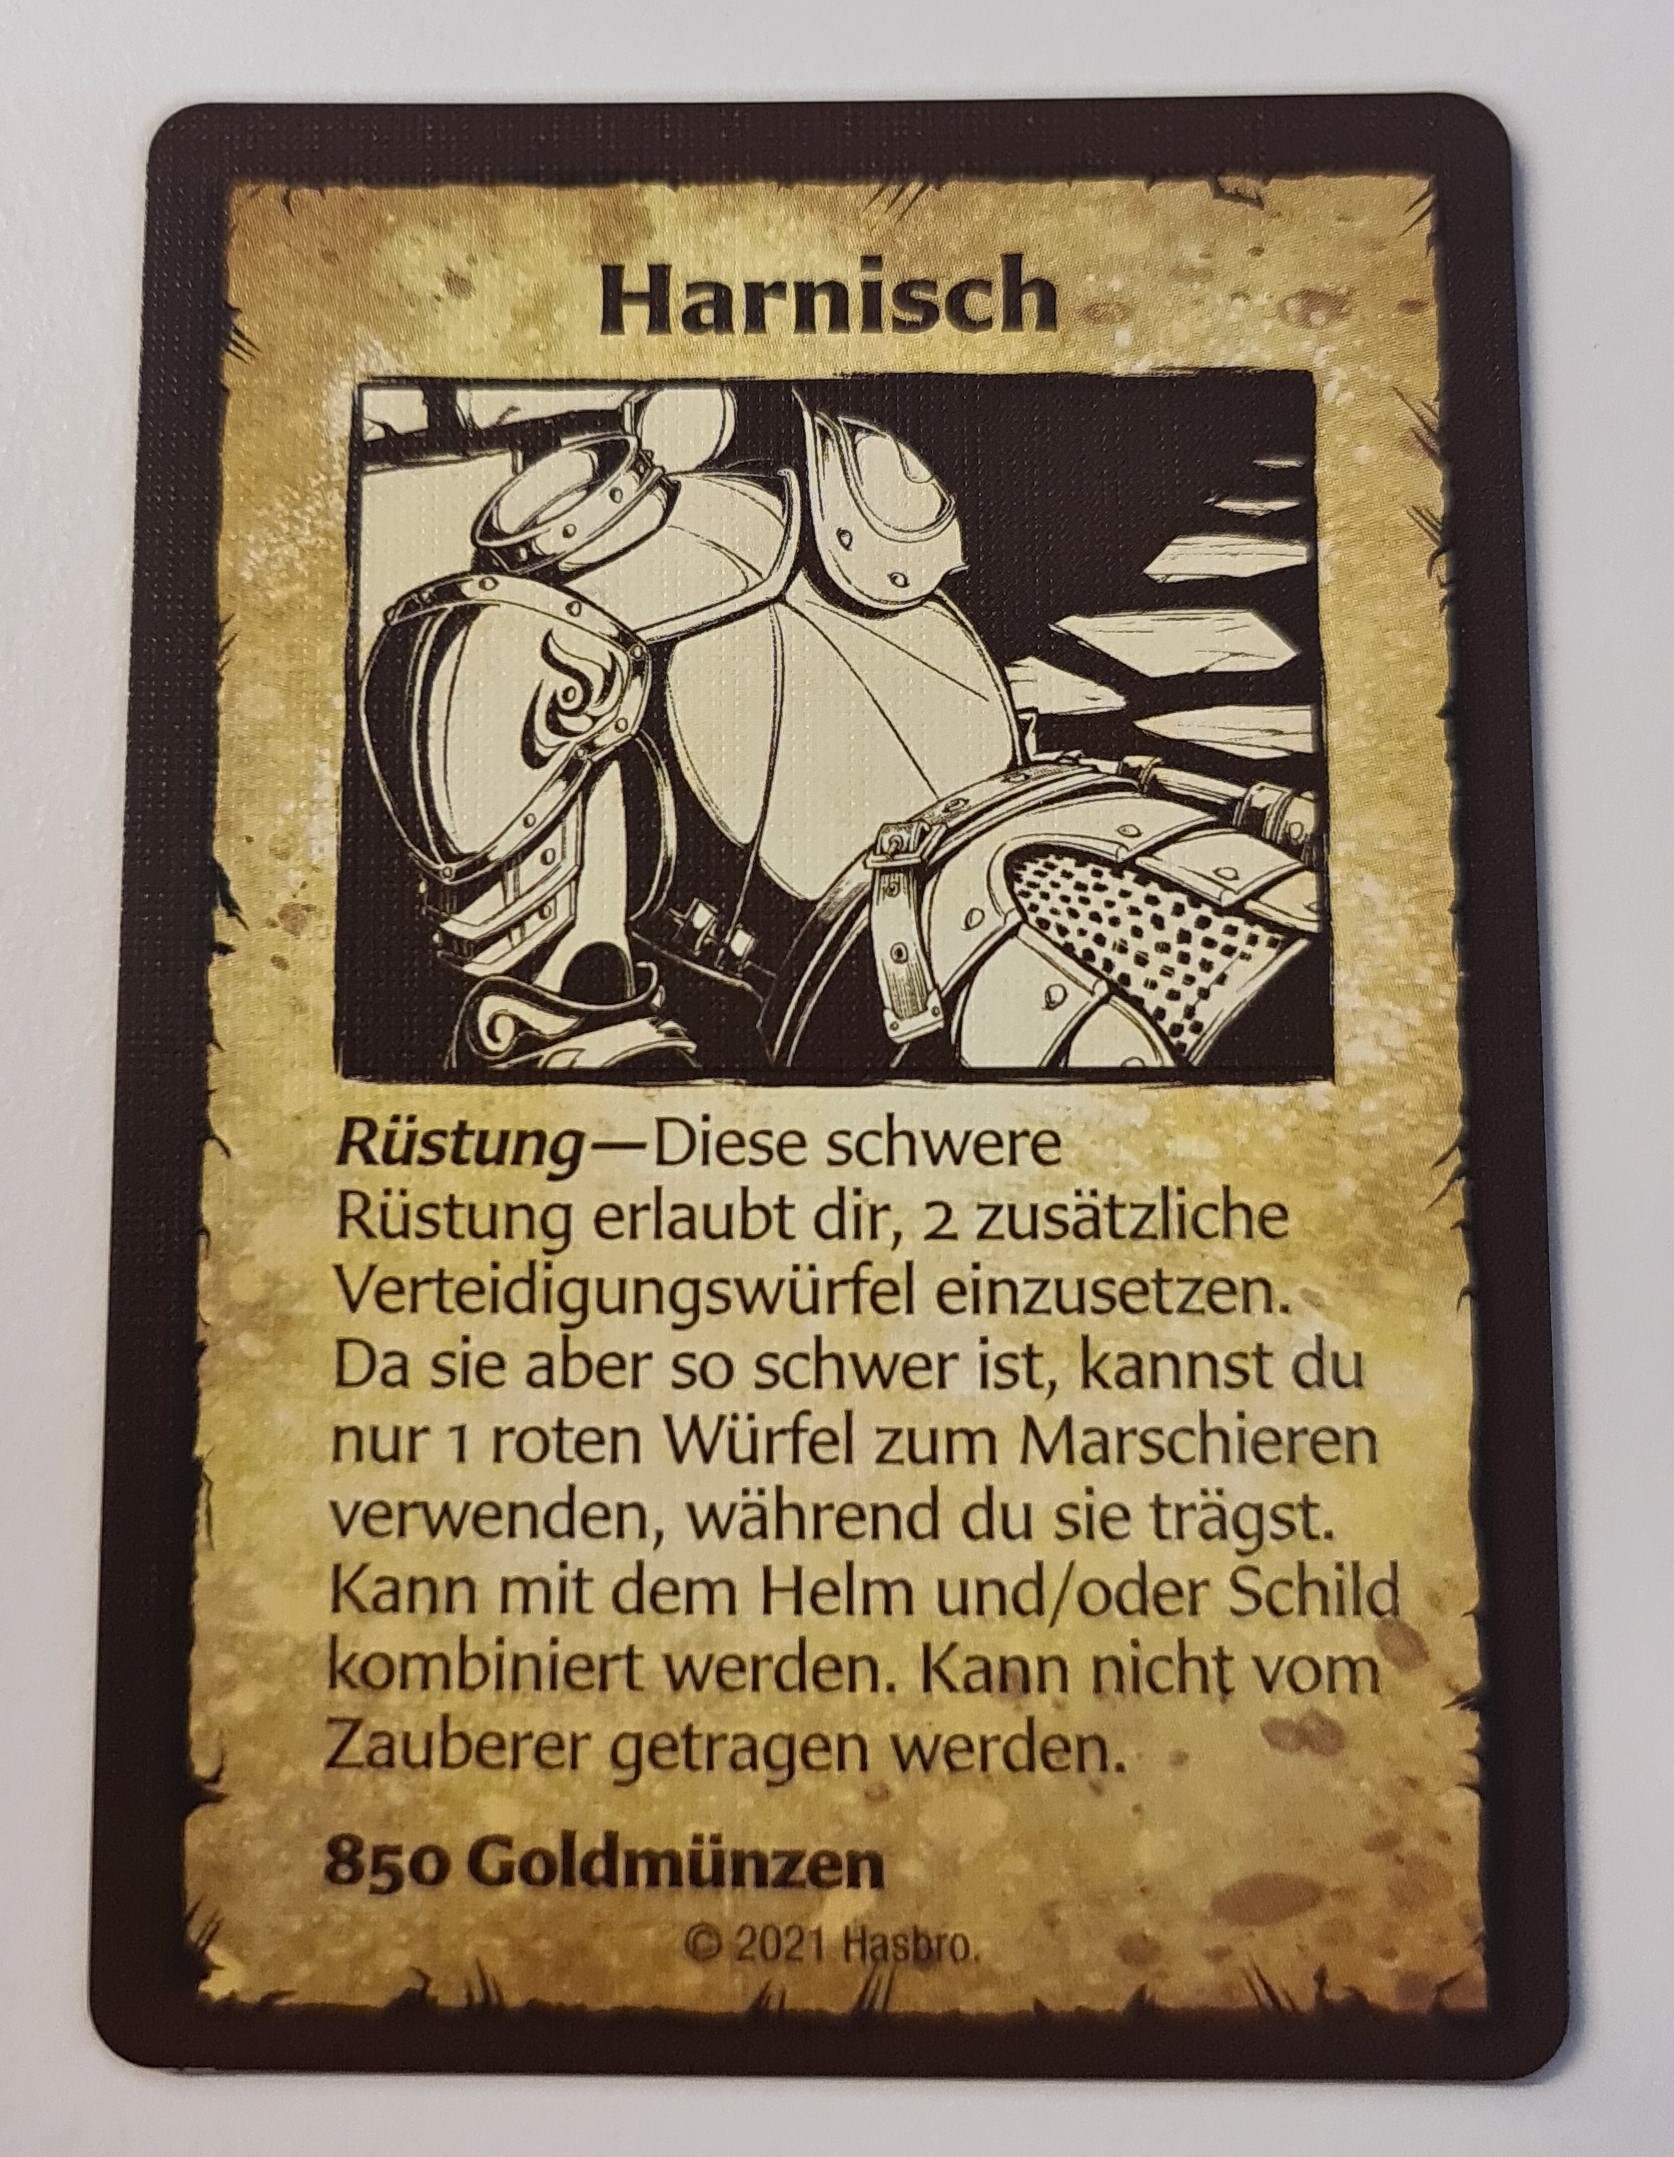 Harnisch
Rüstung—Diese schwere
Rüstung erlaubt dir, 2 zusätzliche
Verteidigungswürfel einzusetzen.
Da sie aber so schwer ist, kannst du
nur 1 roten Würfel zum Marschieren
verwenden, während du sie trägst.
Kann mit dem Helm und/oder Schild
kombiniert werden. Kann nicht vom
Zauberer getragen werden.
850 Goldmünzen
© 2021 Hasbro.